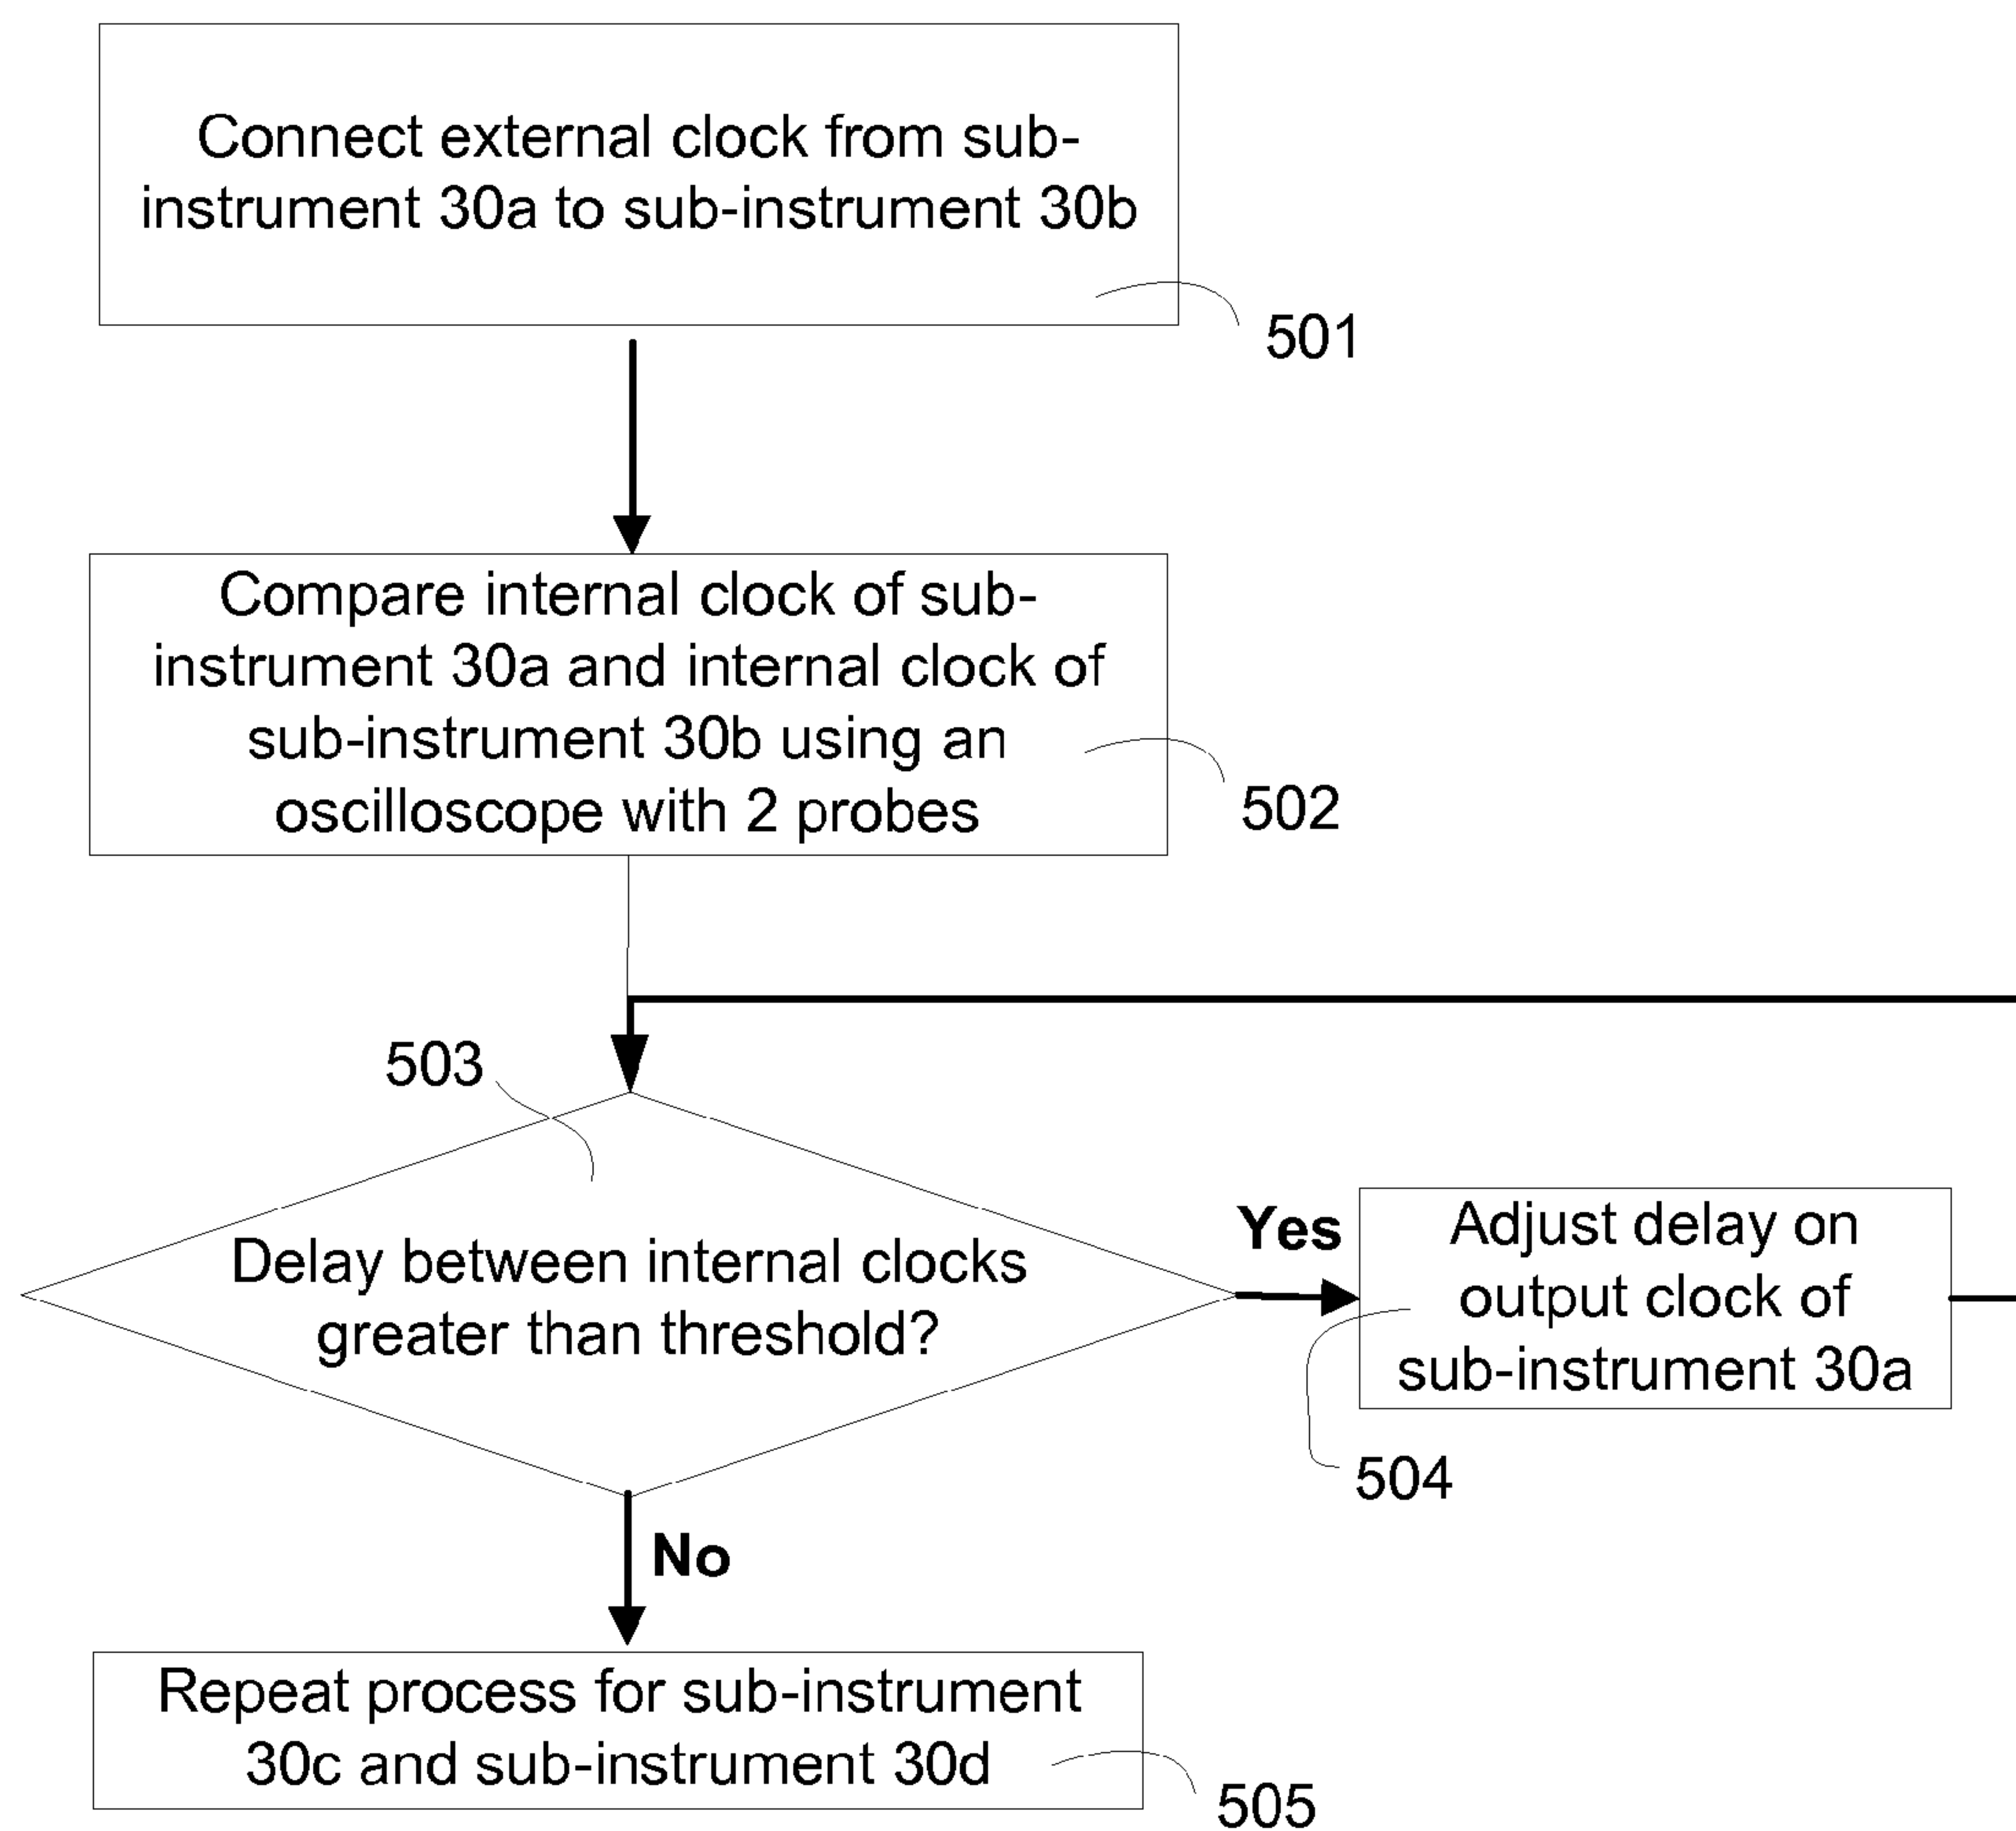 Connect external clock from sub-
instrument 30a to sub-instrument 30b
501
Compare internal clock of sub-
instrument 30a and internal clock of
sub-instrument 30b using an
oscilloscope with 2 probes
502
503
Delay between internal clocks
greater than threshold?
Yes
Adjust delay on
output clock of
sub-instrument 30a
504
No
Repeat process for sub-instrument
30c and sub-instrument 30d
505